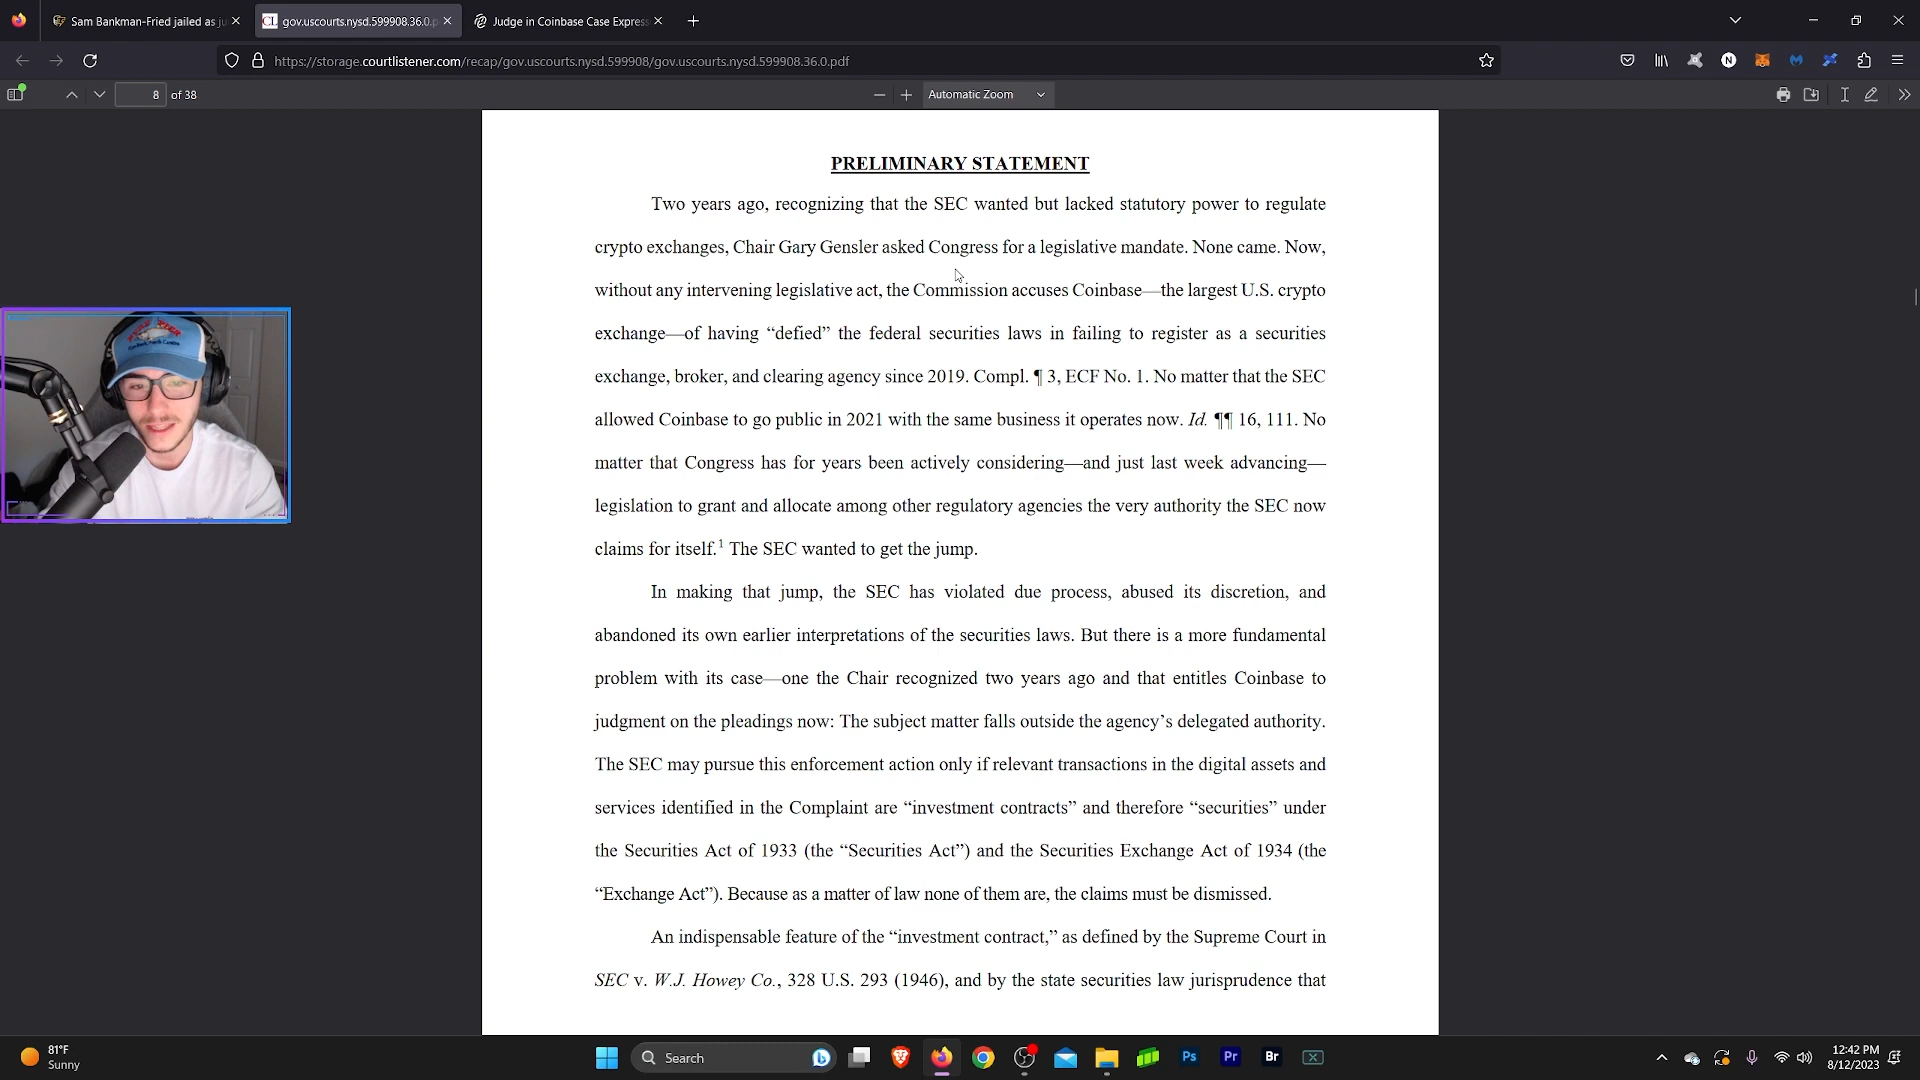 Sam Bankman-Fried jailed as ju
CL gov.uscourts.nysd.599908.36.0.p
Judge in Coinbase Case Express
https://storage.courtlistener.com/recap/gov.uscourts.nysd.599908/gov.uscourts.nysd.599908.36.0.pdf
8 of 38
Automatic Zoom
PRELIMINARY STATEMENT
Two years ago, recognizing that the SEC wanted but lacked statutory power to regulate
crypto exchanges, Chair Gary Gensler asked Congress for a legislative mandate. None came. Now,
without any intervening legislative act, the Commission accuses Coinbase—the largest U.S. crypto
exchange—of having “defied” the federal securities laws in failing to register as a securities
exchange, broker, and clearing agency since 2019. Compl. ¶ 3, ECF No. 1. No matter that the SEC
allowed Coinbase to go public in 2021 with the same business it operates now. Id. ¶¶ 16, 111. No
matter that Congress has for years been actively considering—and just last week advancing—
legislation to grant and allocate among other regulatory agencies the very authority the SEC now
claims for itself.1 The SEC wanted to get the jump.
In making that jump, the SEC has violated due process, abused its discretion, and
abandoned its own earlier interpretations of the securities laws. But there is a more fundamental
problem with its case—one the Chair recognized two years ago and that entitles Coinbase to
judgment on the pleadings now: The subject matter falls outside the agency’s delegated authority.
The SEC may pursue this enforcement action only if relevant transactions in the digital assets and
services identified in the Complaint are “investment contracts” and therefore “securities” under
the Securities Act of 1933 (the “Securities Act”) and the Securities Exchange Act of 1934 (the
“Exchange Act”). Because as a matter of law none of them are, the claims must be dismissed.
An indispensable feature of the “investment contract,” as defined by the Supreme Court in
SEC v. W.J. Howey Co., 328 U.S. 293 (1946), and by the state securities law jurisprudence that
81°F
Sunny
Search
Ps
Pr
Br
12:42 PM
8/12/2023